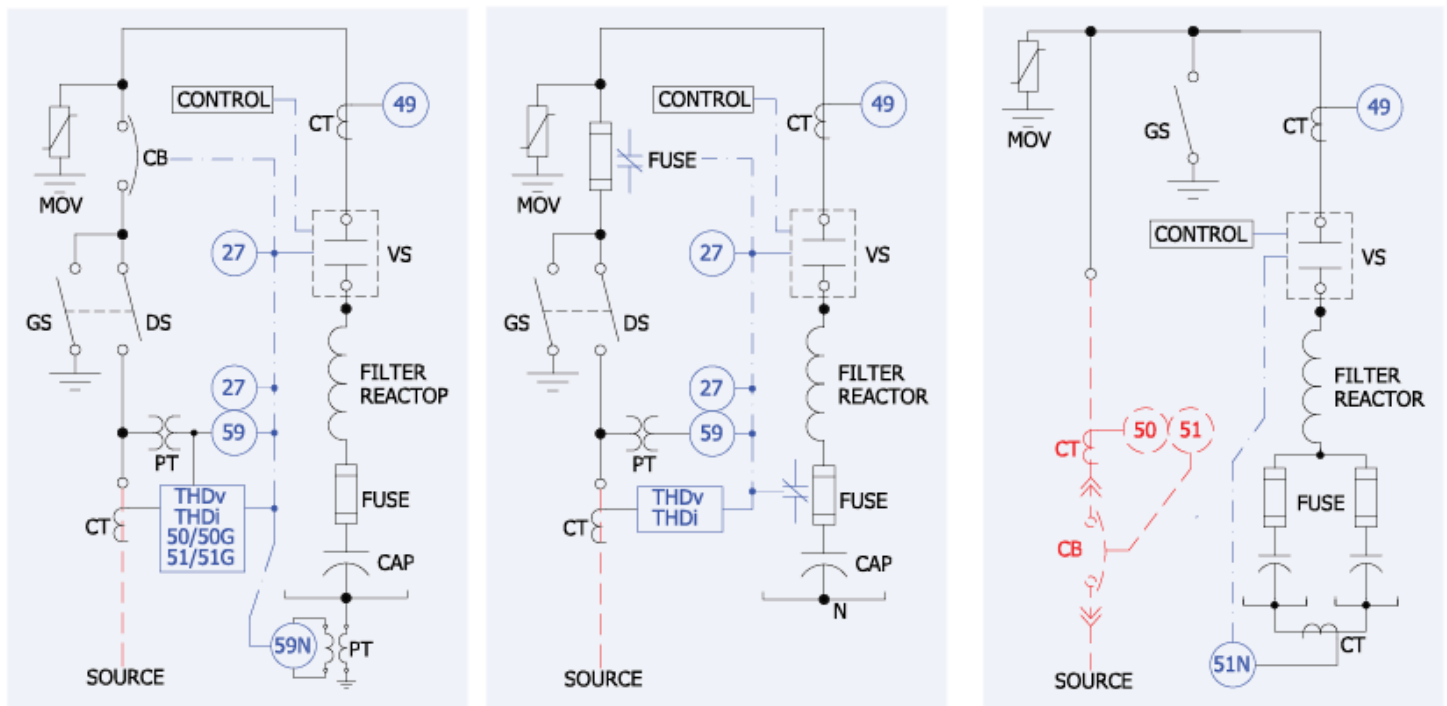 CONTROL
49
CT
CB
MOV
27
VS
GS
DS
FILTER
REACTOP
27
59
PT
THDv
THDi
50/50G
51/51G
CT
FUSE
CAP
59N
PT
SOURCE
CONTROL
49
CT
FUSE
MOV
27
VS
GS
DS
FILTER
REACTOR
27
59
PT
THDv
THDi
CT
FUSE
CAP
N
SOURCE
49
CT
MOV
GS
CONTROL
VS
FILTER
REACTOR
50
51
CT
FUSE
CB
CT
51N
SOURCE